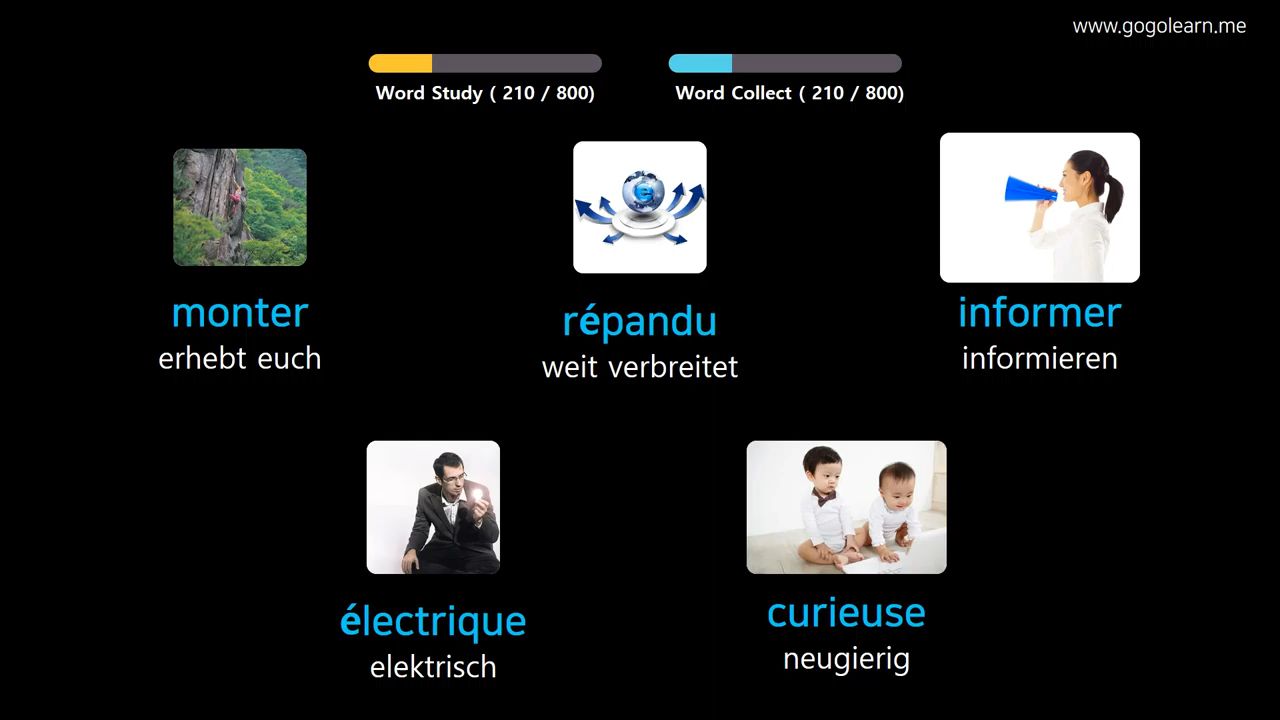 www.gogolearn.me
Word Study ( 210 / 800)
Word Collect ( 210 / 800)
monter
erhebt euch
répandu
weit verbreitet
informer
informieren
électrique
elektrisch
curieuse
neugierig